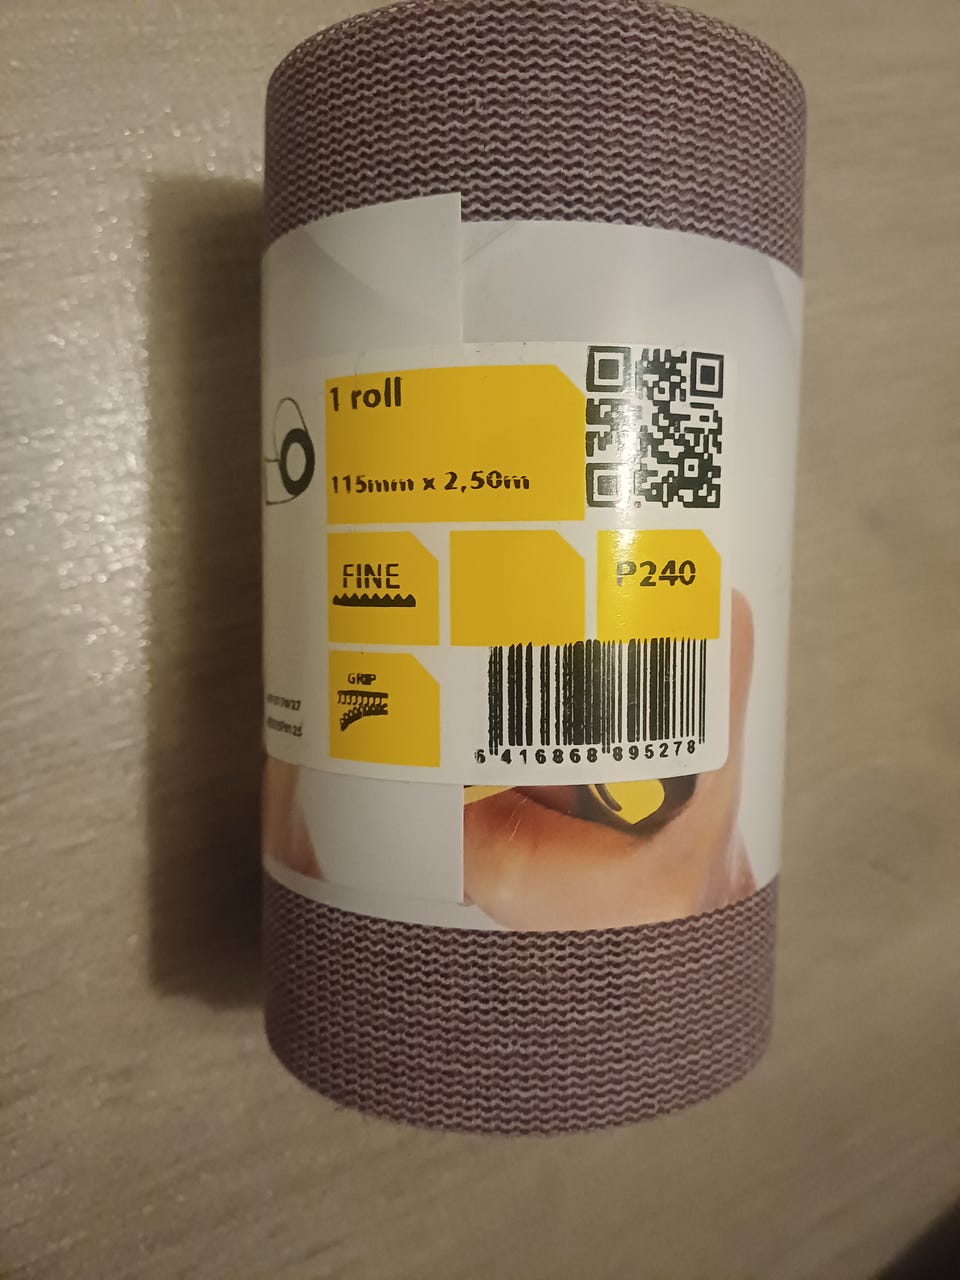 1 roll
115mm x 2,50m
FINE
P240
GRIP
6 416868 895278